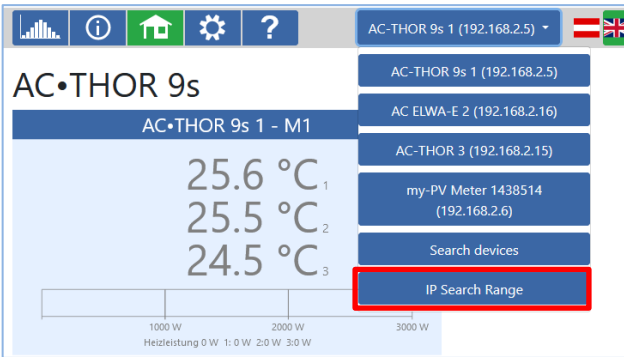 ?
AC-THOR 9s 1 (192.168.2.5)
AC•THOR 9s
AC•THOR 9s 1 - M1
25.6 °C 1
25.5 °C 2
24.5 °C 3
1000 W 2000 W 3000 W
Heizleistung 0 W 1: 0 W 2:0 W 3:0 W
AC-THOR 9s 1 (192.168.2.5)
AC ELWA-E 2 (192.168.2.16)
AC-THOR 3 (192.168.2.15)
my-PV Meter 1438514
(192.168.2.6)
Search devices
IP Search Range